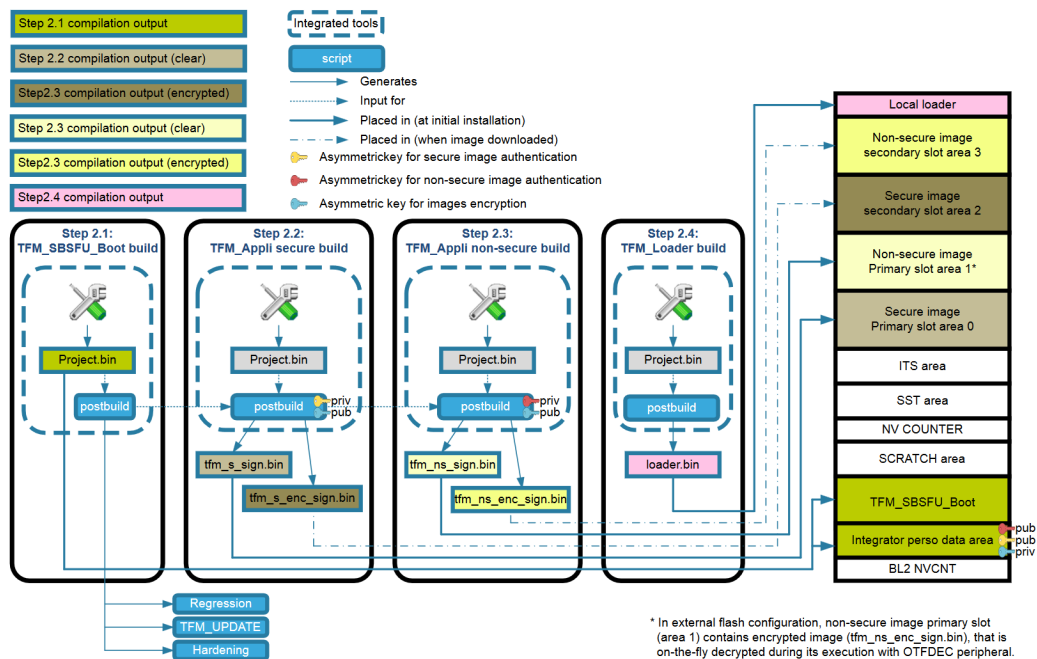 Step 2.1 compilation output
Step 2.2 compilation output (clear)
Step2.3 compilation output (encrypted)
Step 2.3 compilation output (clear)
Step2.3 compilation output (encrypted)
Step2.4 compilation output
Integrated tools
script
Generates
Input for
Placed in (at initial installation)
Placed in (when image downloaded)
Asymmetrickey for secure image authentication
Asymmetrickey for non-secure image authentication
Asymmetric key for images encryption
Step 2.1:
TFM_SBSFU_Boot build
Project.bin
postbuild
Regression
TFM_UPDATE
Hardening
Step 2.2:
TFM_Appli secure build
Project.bin
postbuild
priv
pub
tfm_s_sign.bin
tfm_s_enc_sign.bin
Step 2.3:
TFM_Appli non-secure build
Project.bin
postbuild
priv
pub
tfm_ns_sign.bin
tfm_ns_enc_sign.bin
Step 2.4:
TFM_Loader build
Project.bin
postbuild
loader.bin
Local loader
Non-secure image
secondary slot area 3
Secure image
secondary slot area 2
Non-secure image
Primary slot area 1*
Secure image
Primary slot area 0
ITS area
SST area
NV COUNTER
SCRATCH area
TFM_SBSFU_Boot
Integrator perso data area
pub
pub
priv
BL2 NVCNT
* In external flash configuration, non-secure image primary slot
(area 1) contains encrypted image (tfm_ns_enc_sign.bin), that is
on-the-fly decrypted during its execution with OTFDEC peripheral.